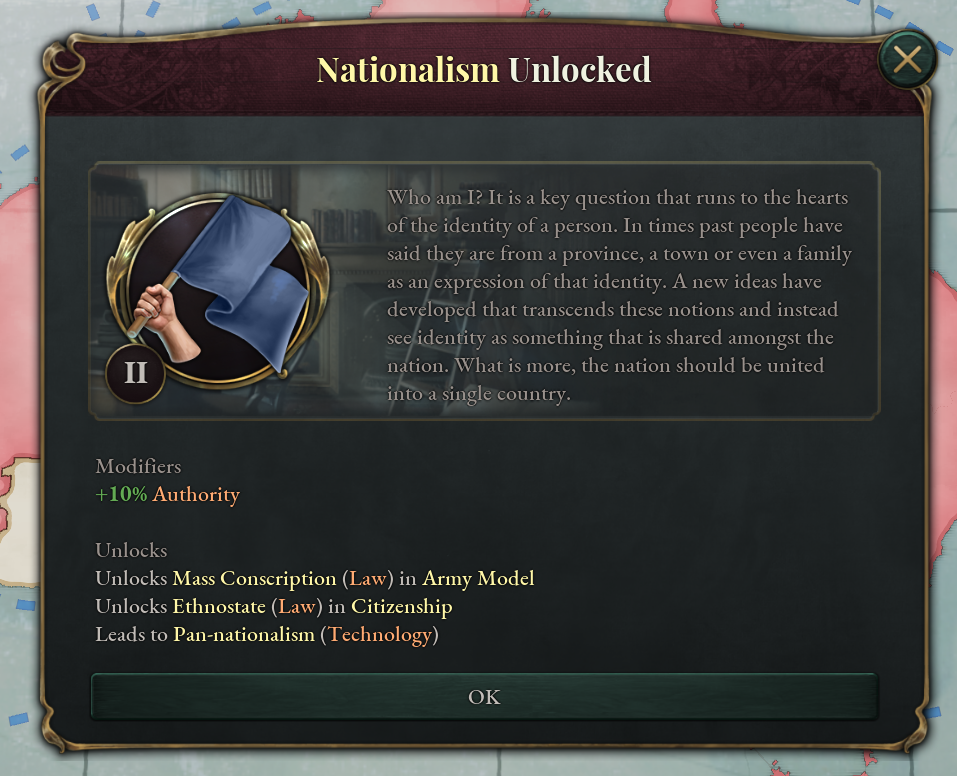 Nationalism Unlocked
Who am I? It is a key question that runs to the hearts
of the identity of a person. In times past people have
said they are from a province, a town or even a family
as an expression of that identity. A new ideas have
developed that transcends these notions and instead
see identity as something that is shared amongst the
nation. What is more, the nation should be united
into a single country.
II
Modifiers
+10% Authority
Unlocks
Unlocks Mass Conscription (Law) in Army Model
Unlocks Ethnostate (Law) in Citizenship
Leads to Pan-nationalism (Technology)
OK